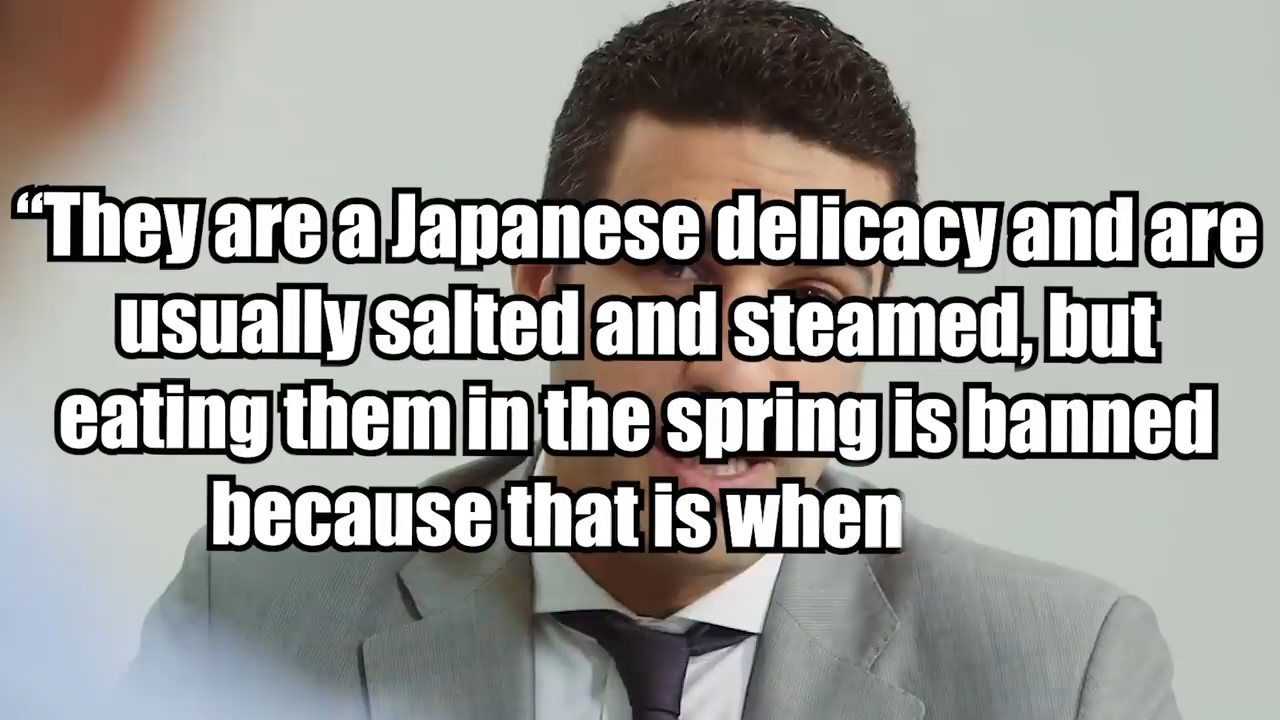 “They are a Japanese delicacy and are
usually salted and steamed, but
eating them in the spring is banned
because that is when